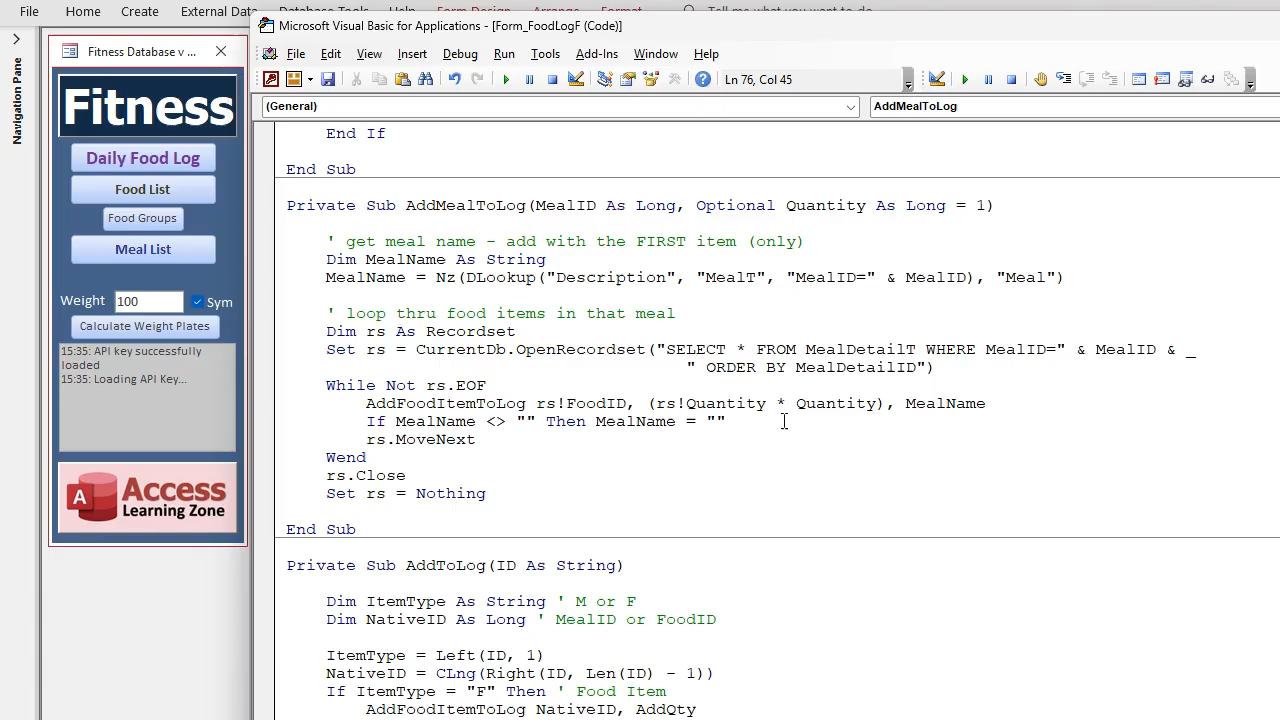 File Home Create External Data Database Tools Help Form Design Arrange Format Tell me what you want to do
Microsoft Visual Basic for Applications - [Form_FoodLogF (Code)]
Fitness Database v ...
File Edit View Insert Debug Run Tools Add-Ins Window Help
Ln 76, Col 45
(General)
AddMealToLog
Navigation Pane
Fitness
Daily Food Log
Food List
Food Groups
Meal List
Weight 100 Sym
Calculate Weight Plates
15:35: API key successfully
loaded
15:35: Loading API Key...
A Access
Learning Zone
End If
End Sub
Private Sub AddMealToLog(MealID As Long, Optional Quantity As Long = 1)
' get meal name - add with the FIRST item (only)
Dim MealName As String
MealName = Nz(DLookup("Description", "MealT", "MealID=" & MealID), "Meal")
' loop thru food items in that meal
Dim rs As Recordset
Set rs = CurrentDb.OpenRecordset("SELECT * FROM MealDetailT WHERE MealID=" & MealID & _
" ORDER BY MealDetailID")
While Not rs.EOF
AddFoodItemToLog rs!FoodID, (rs!Quantity * Quantity), MealName
If MealName <> "" Then MealName = ""
rs.MoveNext
Wend
rs.Close
Set rs = Nothing
End Sub
Private Sub AddToLog(ID As String)
Dim ItemType As String ' M or F
Dim NativeID As Long ' MealID or FoodID
ItemType = Left(ID, 1)
NativeID = CLng(Right(ID, Len(ID) - 1))
If ItemType = "F" Then ' Food Item
AddFoodItemToLog NativeID, AddQty